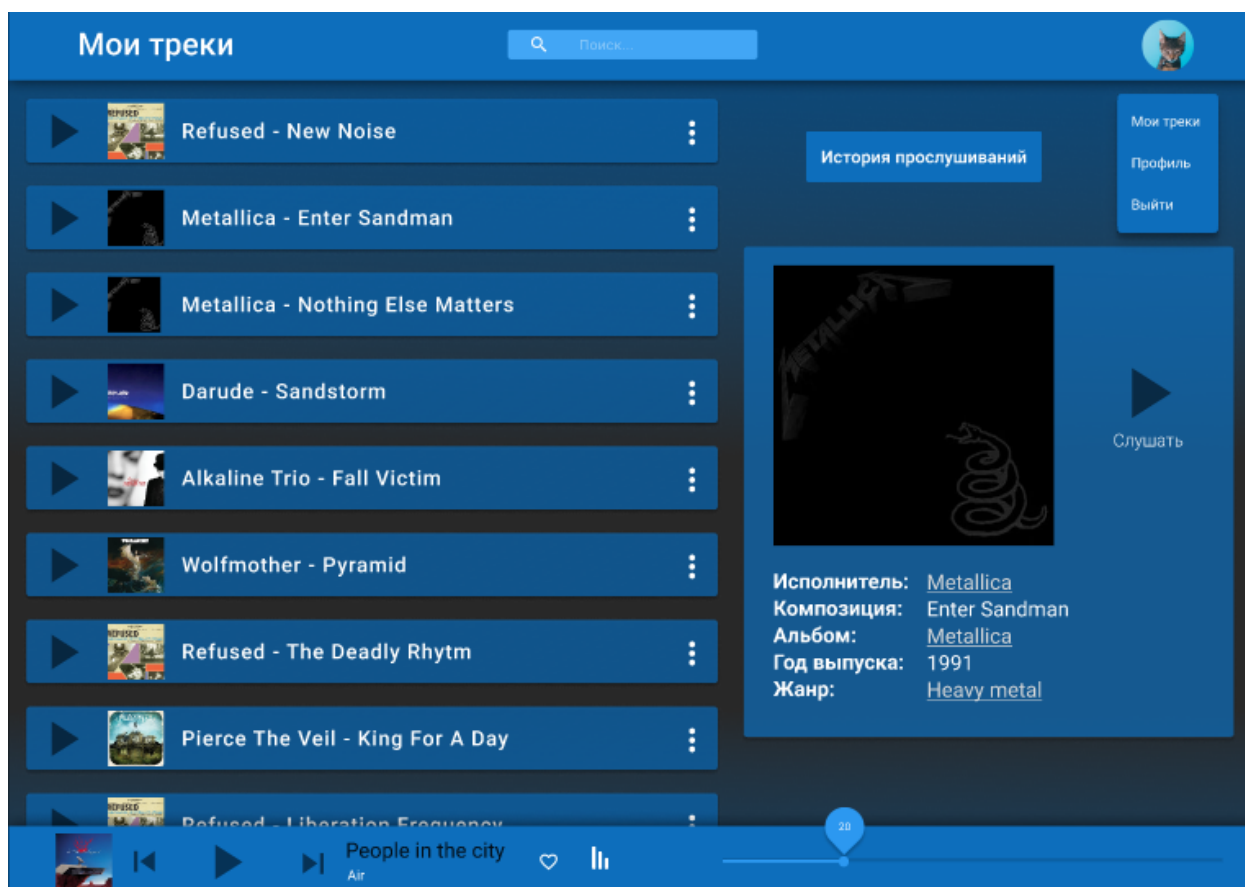 Мои треки
Поиск...
Refused - New Noise
Metallica - Enter Sandman
Metallica - Nothing Else Matters
Darude - Sandstorm
Alkaline Trio - Fall Victim
Wolfmother - Pyramid
Refused - The Deadly Rhytm
Pierce The Veil - King For A Day
Refused - Liberation Frequency
История прослушиваний
Мои треки
Профиль
Выйти
METALLICA
Слушать
Исполнитель: Metallica
Композиция: Enter Sandman
Альбом: Metallica
Год выпуска: 1991
Жанр: Heavy metal
People in the city
Air
20